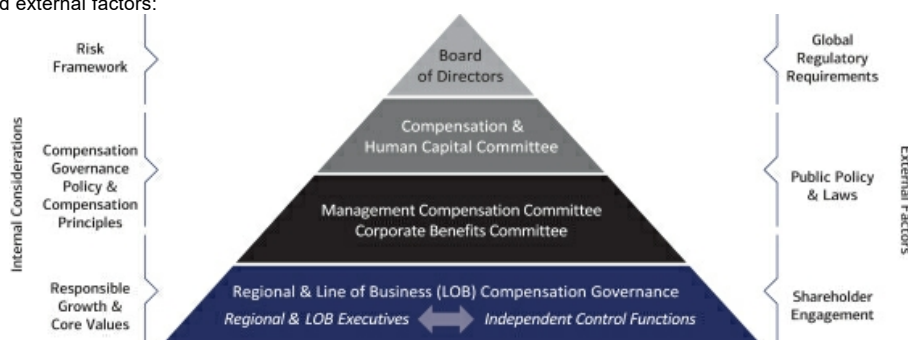 d external factors:
Internal Considerations
Risk
Framework
Compensation
Governance
Policy &
Compensation
Principles
Responsible
Growth &
Core Values
Board
of Directors
Compensation &
Human Capital Committee
Management Compensation Committee
Corporate Benefits Committee
Regional & Line of Business (LOB) Compensation Governance
Regional & LOB Executives
Independent Control Functions
Global
Regulatory
Requirements
Public Policy
& Laws
Shareholder
Engagement
External Factors